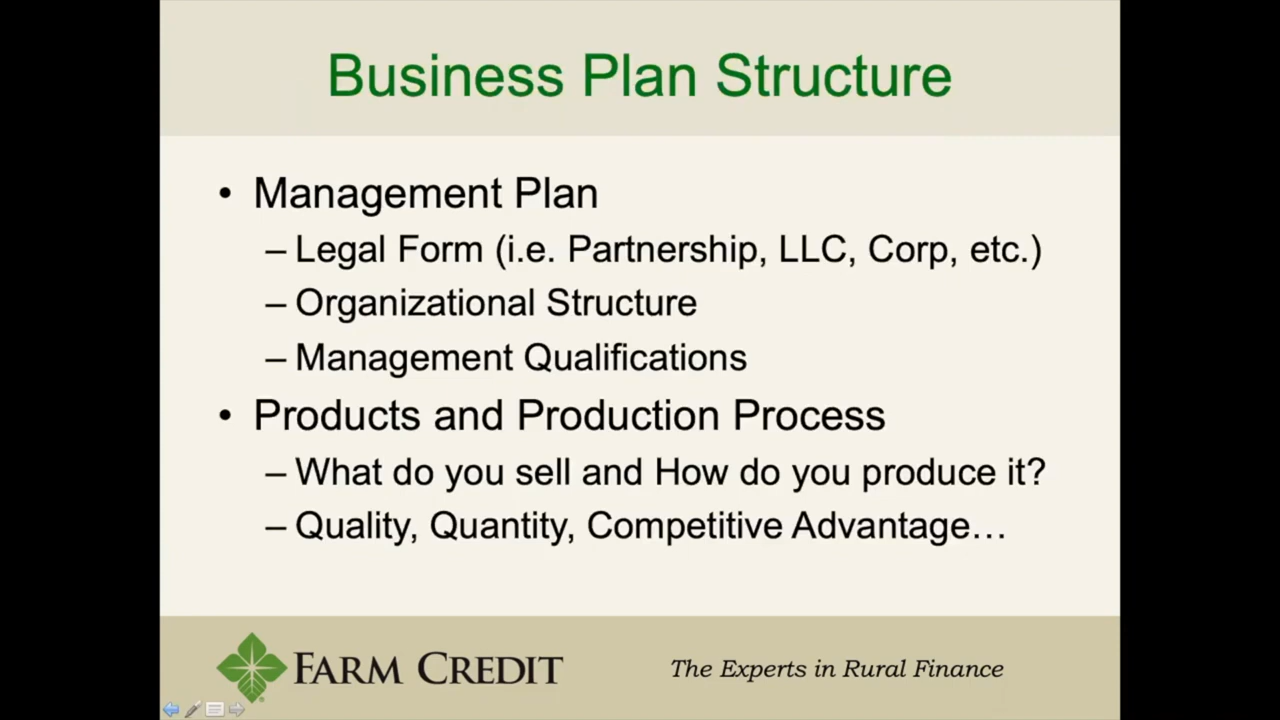 Business Plan Structure
• Management Plan
– Legal Form (i.e. Partnership, LLC, Corp, etc.)
– Organizational Structure
– Management Qualifications
• Products and Production Process
– What do you sell and How do you produce it?
– Quality, Quantity, Competitive Advantage…
FARM CREDIT
The Experts in Rural Finance